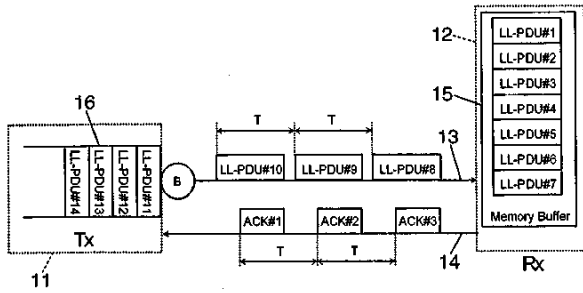 12
LL-PDU#1
LL-PDU#2
LL-PDU#3
LL-PDU#4
LL-PDU#5
LL-PDU#6
LL-PDU#7
Memory Buffer
15
Rx
16
T
T
13
LL-PDU#14
LL-PDU#13
LL-PDU#12
LL-PDU#11
B
LL-PDU#10
LL-PDU#9
LL-PDU#8
ACK#1
ACK#2
ACK#3
Tx
T
T
14
11